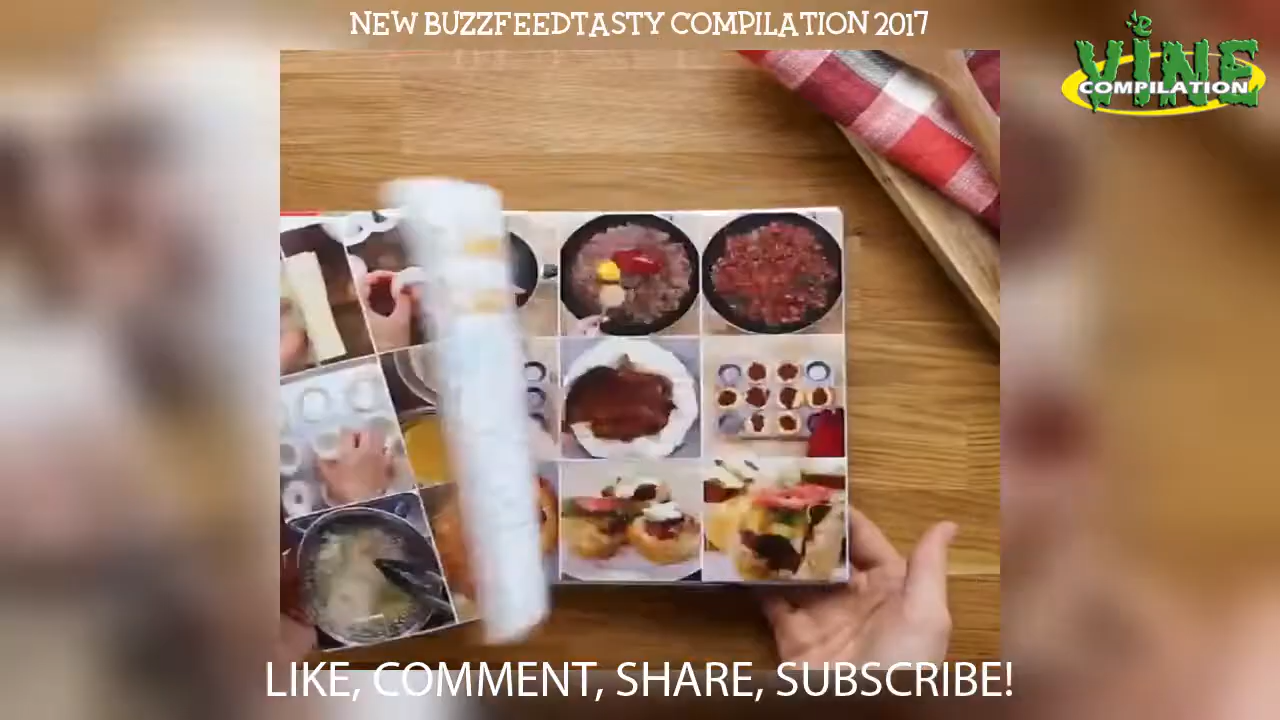 NEW BUZZFEEDTASTY COMPILATION 2017
VINE
COMPILATION
LIKE, COMMENT, SHARE, SUBSCRIBE!